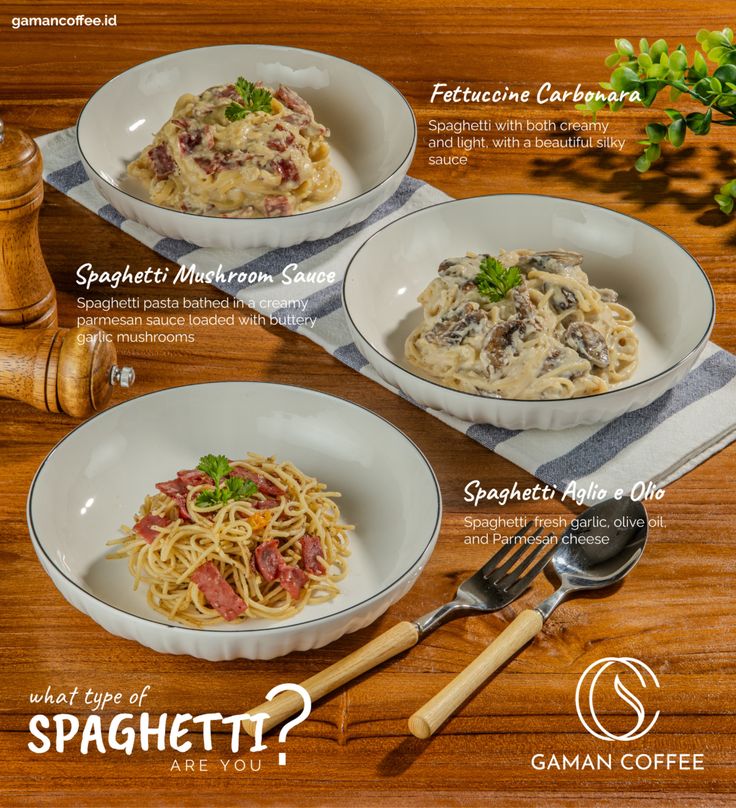 gamancoffee.id
Fettuccine Carbonara
Spaghetti with both creamy
and light, with a beautiful silky
sauce
Spaghetti Mushroom Sauce
Spaghetti pasta bathed in a creamy
parmesan sauce loaded with buttery
garlic mushrooms
Spaghetti Aglio e Olio
Spaghetti fresh garlic, olive oil,
and Parmesan cheese
what type of
SPAGHETTI?
ARE YOU
GAMAN COFFEE